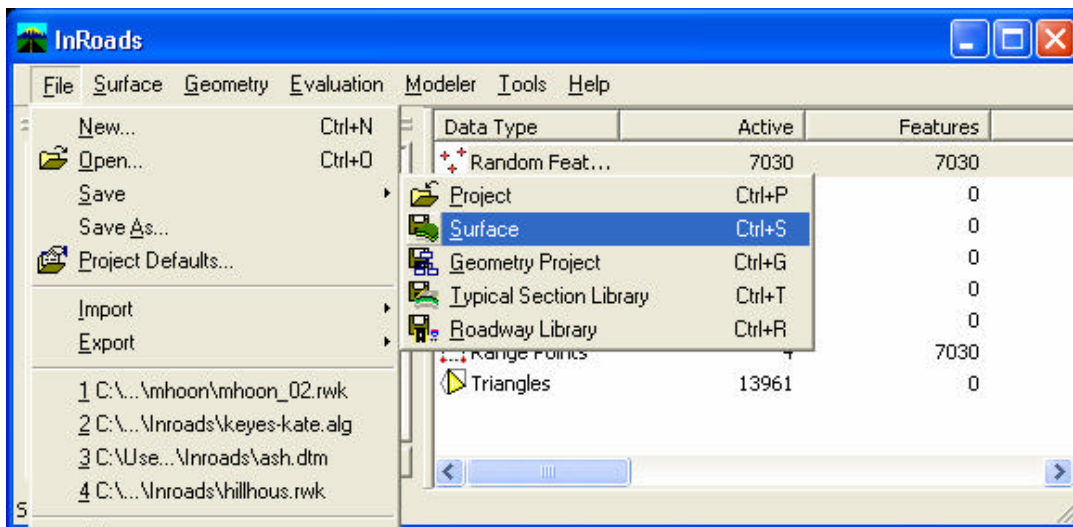 InRoads
File Surface Geometry Evaluation Modeler Tools Help
New... Ctrl+N
Open... Ctrl+O
Save
Save As...
Project Defaults...
Import
Export
1 C:\...\mhoon\mhoon_02.rwk
2 C:\...\Inroads\keyes-kate.alg
3 C:\Use...\Inroads\ash.dtm
4 C:\...\Inroads\hillhous.rwk
Project Ctrl+P
Surface Ctrl+S
Geometry Project Ctrl+G
Typical Section Library Ctrl+T
Roadway Library Ctrl+R
Data Type Active Features
Random Feat... 7030 7030
0
0
0
0
0
Range Points 4 7030
Triangles 13961 0
S